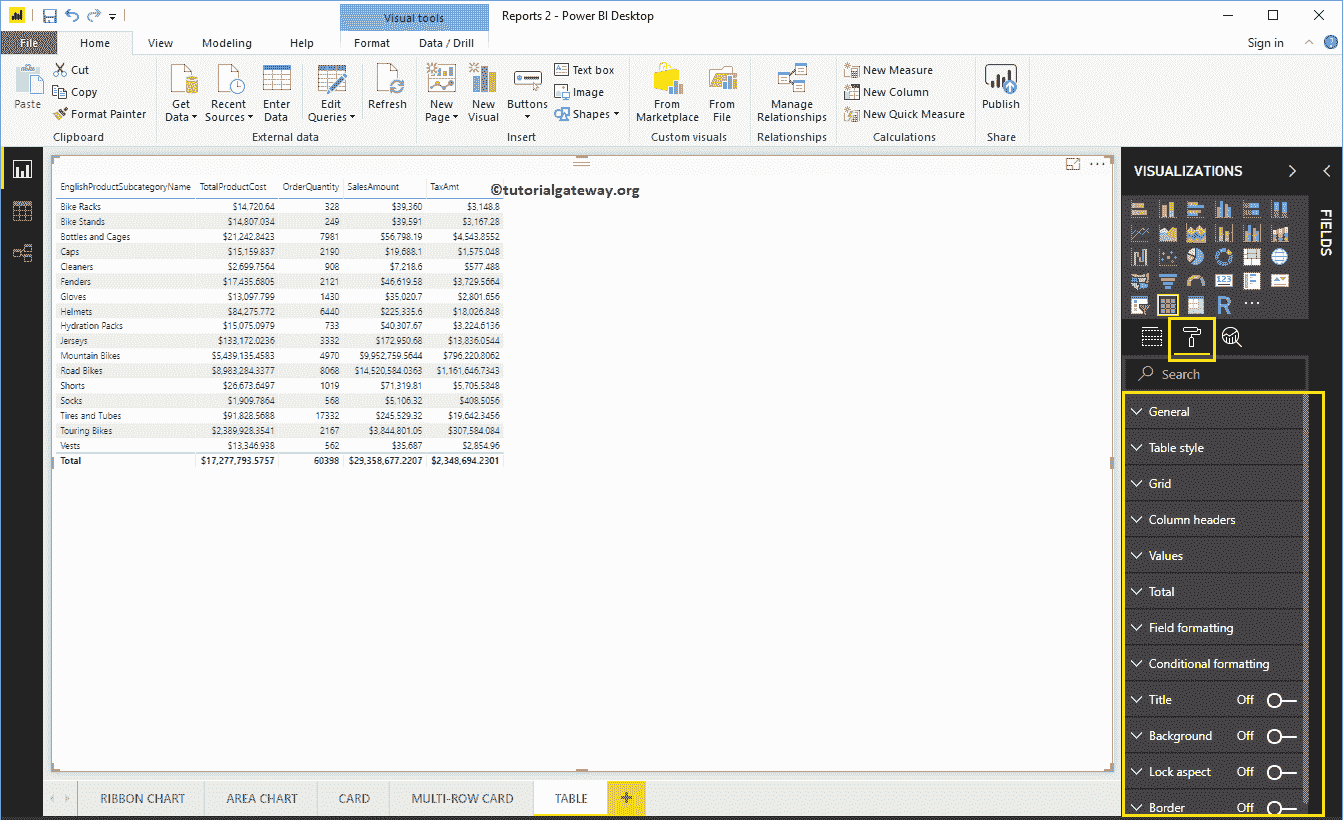 Visual tools
Reports 2 - Power BI Desktop
File Home View Modeling Help Format Data / Drill Sign in
Paste
Cut
Copy
Format Painter
Clipboard
Get Data
Recent Sources
Enter Data
Edit Queries
External data
Refresh
New Page
New Visual
Buttons
Text box
Image
Shapes
Insert
From Marketplace
From File
Custom visuals
Manage Relationships
Relationships
New Measure
New Column
New Quick Measure
Calculations
Publish
Share
©tutorialgateway.org
EnglishProductSubcategoryName TotalProductCost OrderQuantity SalesAmount TaxAmt
Bike Racks $14,720.64 328 $39,360 $3,148.8
Bike Stands $14,807.034 249 $39,591 $3,167.28
Bottles and Cages $21,242.8423 7981 $56,798.19 $4,543.8552
Caps $15,159.837 2190 $19,688.1 $1,575.048
Cleaners $2,699.7564 908 $7,218.6 $577.488
Fenders $17,435.6805 2121 $46,619.58 $3,729.5664
Gloves $13,097.799 1430 $35,020.7 $2,801.656
Helmets $84,275.772 6440 $225,335.6 $18,026.848
Hydration Packs $15,075.0979 733 $40,307.67 $3,224.6136
Jerseys $133,172.0236 3332 $172,950.68 $13,836.0544
Mountain Bikes $5,439,135.4583 4970 $9,952,759.5644 $796,220.8062
Road Bikes $8,983,284.3377 8068 $14,520,584.0363 $1,161,646.7343
Shorts $26,673.6497 1019 $71,319.81 $5,705.5848
Socks $1,909.7864 568 $5,106.32 $408.5056
Tires and Tubes $91,828.5688 17332 $245,529.32 $19,642.3456
Touring Bikes $2,389,928.3541 2167 $3,844,801.05 $307,584.084
Vests $13,346.938 562 $35,687 $2,854.96
Total $17,277,793.5757 60398 $29,358,677.2207 $2,348,694.2301
VISUALIZATIONS
FIELDS
123
R
Search
General
Table style
Grid
Column headers
Values
Total
Field formatting
Conditional formatting
Title Off
Background Off
Lock aspect Off
Border Off
RIBBON CHART AREA CHART CARD MULTI-ROW CARD TABLE +